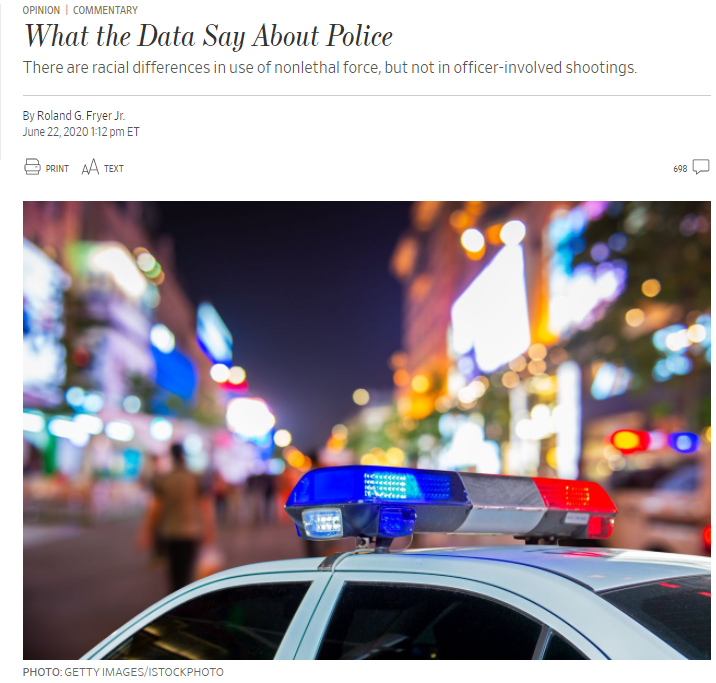 OPINION | COMMENTARY
What the Data Say About Police
There are racial differences in use of nonlethal force, but not in officer-involved shootings.
By Roland G. Fryer Jr.
June 22, 2020 1:12 pm ET
PRINT AA TEXT 698
PHOTO: GETTY IMAGES/ISTOCKPHOTO